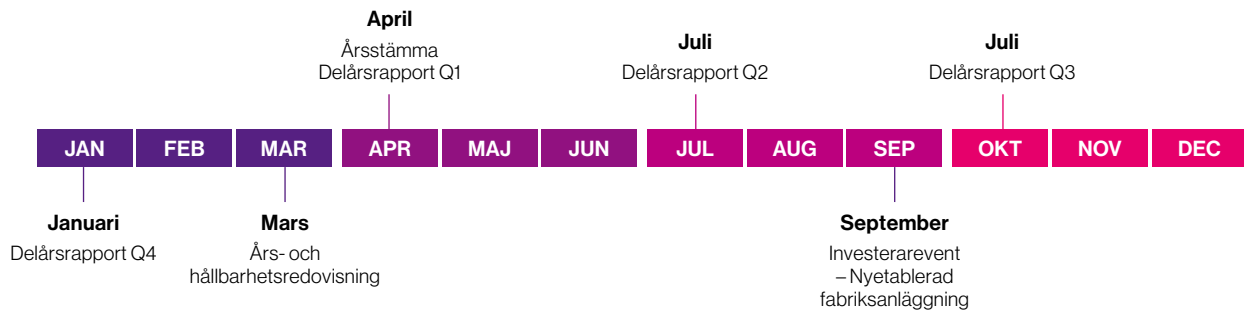 April
Årsstämma
Delårsrapport Q1
Juli
Delårsrapport Q2
Juli
Delårsrapport Q3
JAN FEB MAR APR MAJ JUN JUL AUG SEP OKT NOV DEC
Januari
Delårsrapport Q4
Mars
Års- och
hållbarhetsredovisning
September
Investerarevent
– Nyetablerad
fabriksanläggning